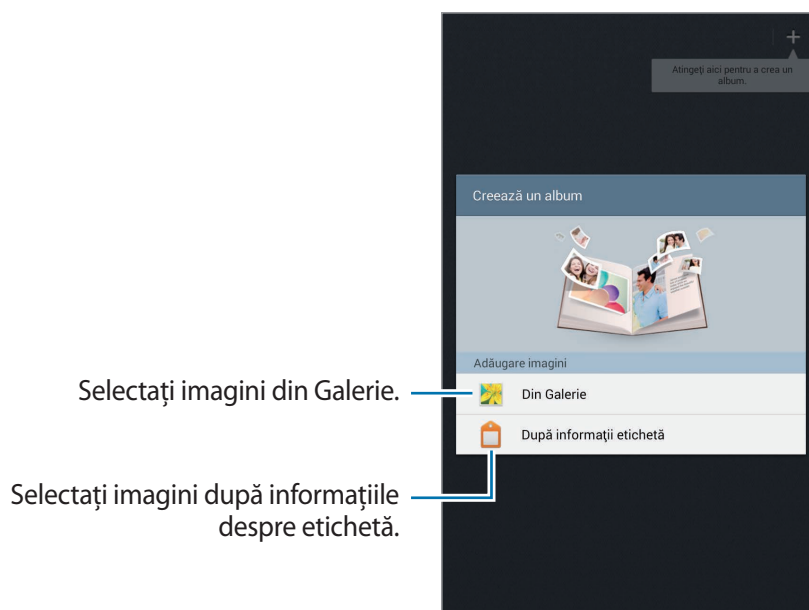 Atingeți aici pentru a crea un
album.
Creează un album
Adăugare imagini
Selectați imagini din Galerie.
Din Galerie
După informaţii etichetă
Selectați imagini după informațiile
despre etichetă.